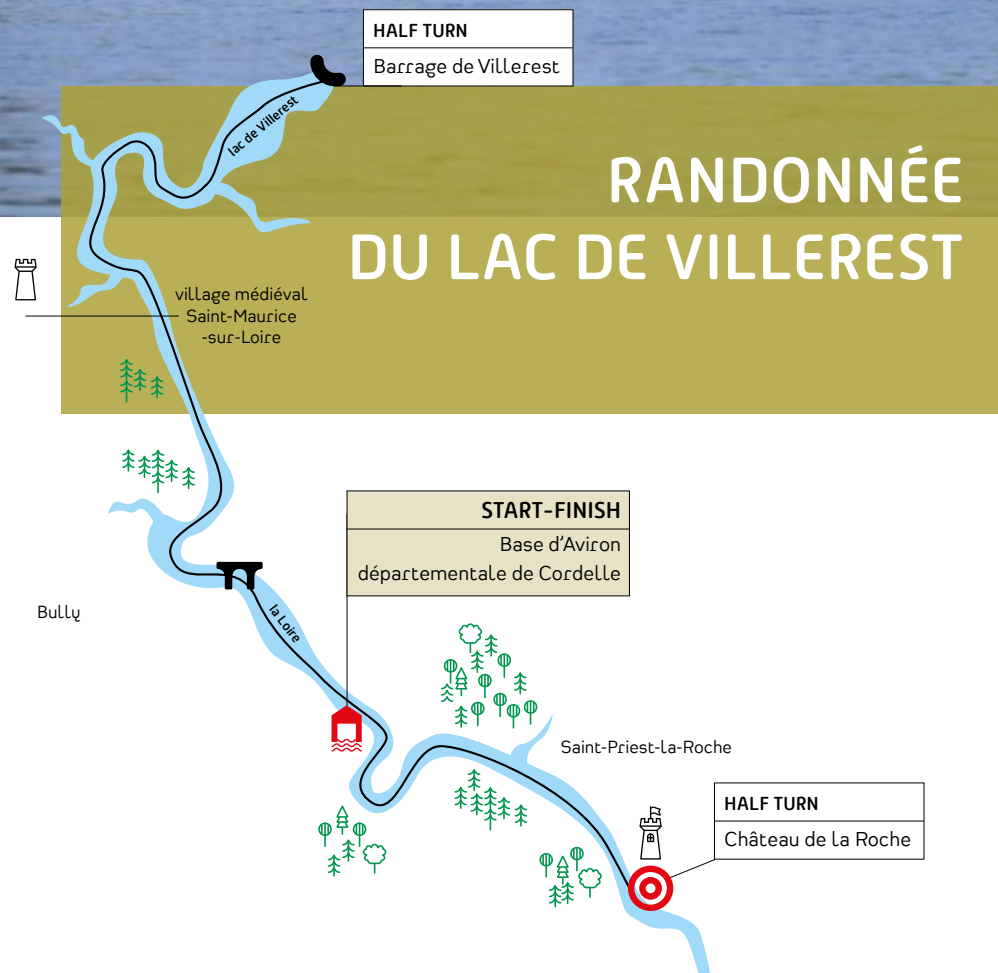 HALF TURN
Barrage de Villerest
lac de Villerest
RANDONNÉE
DU LAC DE VILLEREST
village médiéval
Saint-Maurice
-sur-Loire
START-FINISH
Base d'Aviron
départementale de Cordelle
Bully
la Loire
Saint-Priest-la-Roche
HALF TURN
Château de la Roche